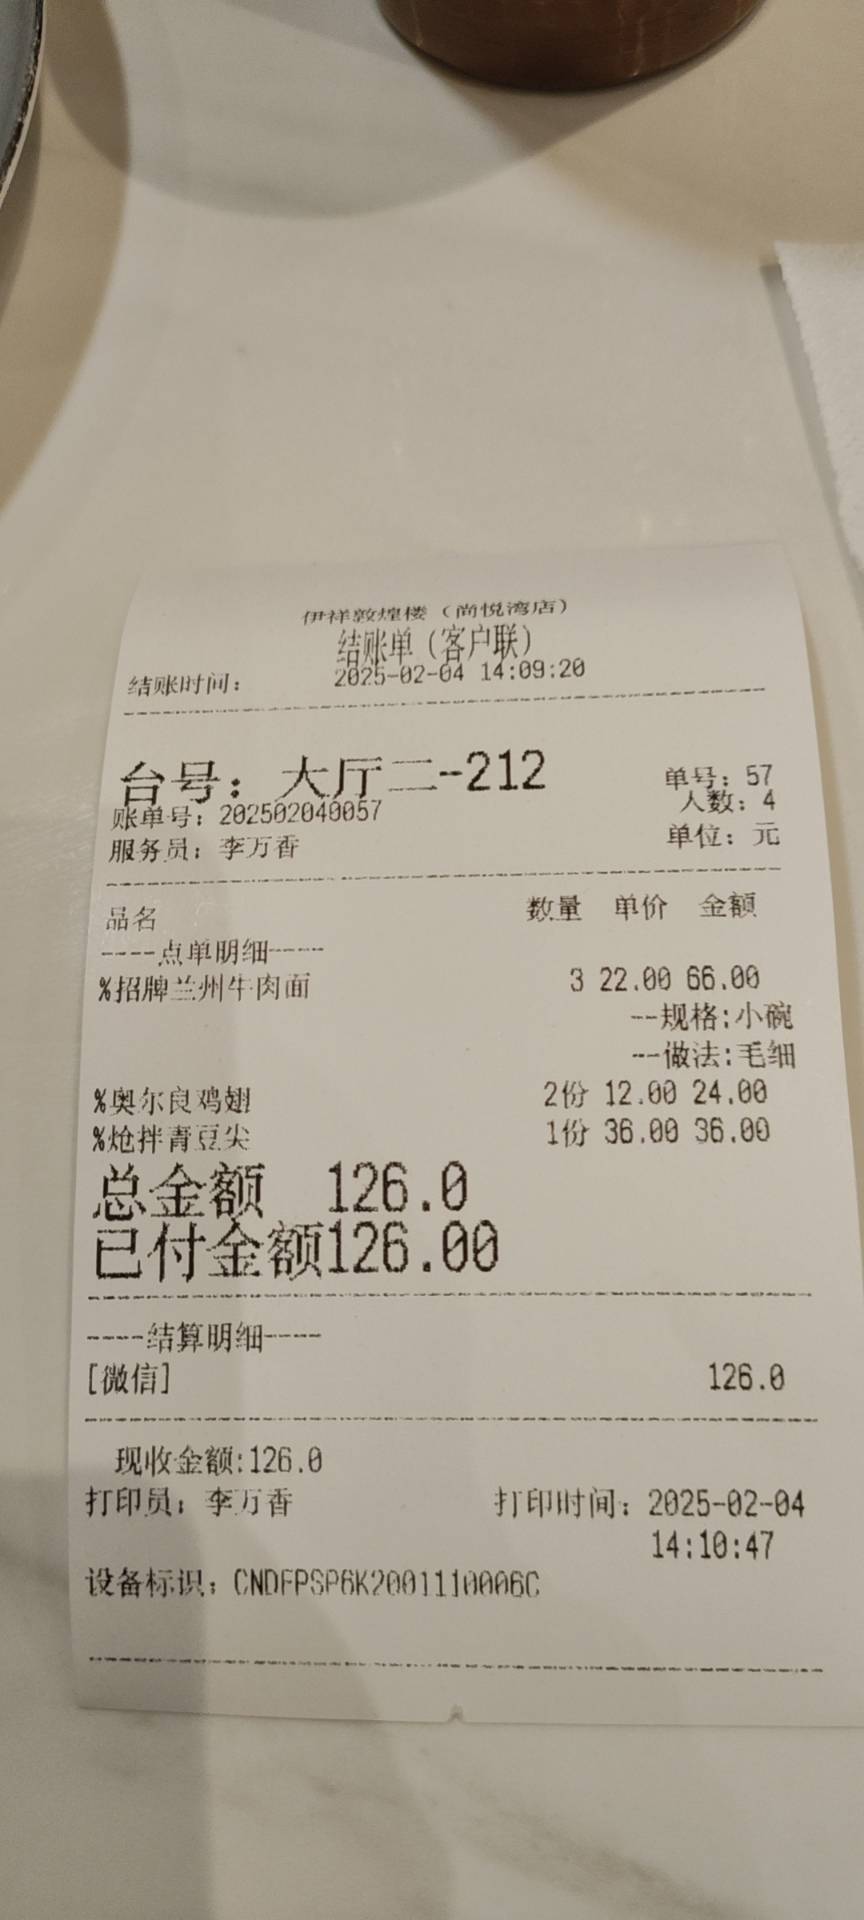 伊祥敦煌楼（尚悦湾店）
结账单（客户联）
结账时间： 2025-02-04 14:09:20
台号： 大厅二-212 单号：57
账单号：202502040057 人数：4
服务员：李万香 单位：元
品名 数量 单价 金额
----点单明细----
%招牌兰州牛肉面 3 22.00 66.00
--规格:小碗
--做法:毛细
%奥尔良鸡翅 2份 12.00 24.00
%炝拌青豆尖 1份 36.00 36.00
总金额 126.0
已付金额126.00
----结算明细----
[微信] 126.0
现收金额:126.0
打印员：李万香 打印时间：2025-02-04
14:10:47
设备标识：CNDFPSP6K20011110006C